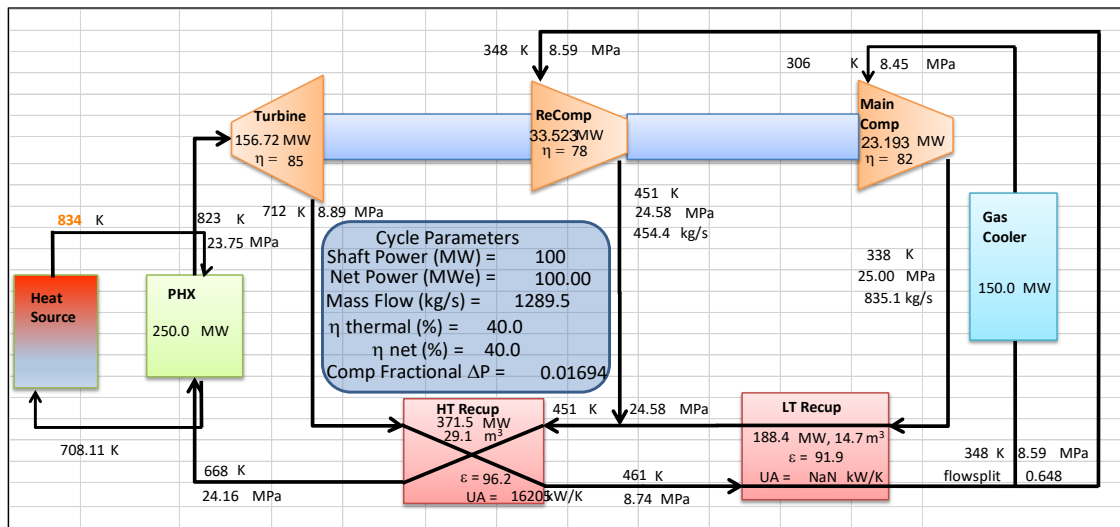 348 K 8.59 MPa
306 K 8.45 MPa
Turbine
156.72 MW
η = 85
ReComp
33.523 MW
η = 78
Main
Comp
23.193 MW
η = 82
834 K
823 K
23.75 MPa
712 K 8.89 MPa
451 K
24.58 MPa
454.4 kg/s
338 K
25.00 MPa
835.1 kg/s
Gas
Cooler
150.0 MW
Heat
Source
PHX
250.0 MW
Cycle Parameters
Shaft Power (MW) = 100
Net Power (MWe) = 100.00
Mass Flow (kg/s) = 1289.5
η thermal (%) = 40.0
η net (%) = 40.0
Comp Fractional ΔP = 0.01694
708.11 K
668 K
24.16 MPa
HT Recup
371.5 MW
29.1 m³
ε = 96.2
UA = 16205 kW/K
451 K 24.58 MPa
461 K
8.74 MPa
LT Recup
188.4 MW, 14.7 m³
ε = 91.9
UA = NaN kW/K
348 K 8.59 MPa
flowsplit 0.648